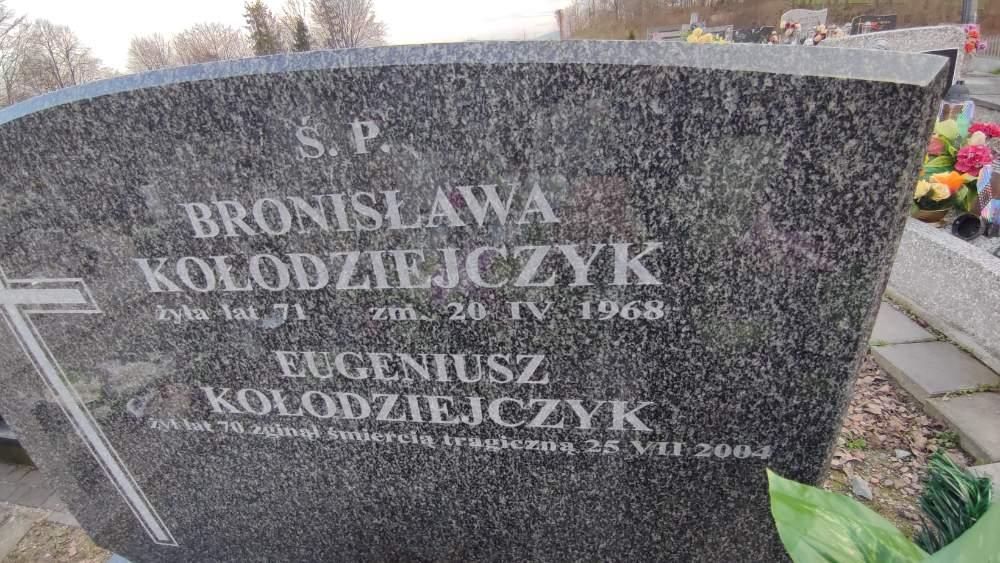 Ś. P.
BRONISŁAWA
KOŁODZIEJCZYK
żyła lat 71 zm. 20 IV 1968
EUGENIUSZ
KOŁODZIEJCZYK
żył lat 70 zginął śmiercią tragiczną 25 VII 2004